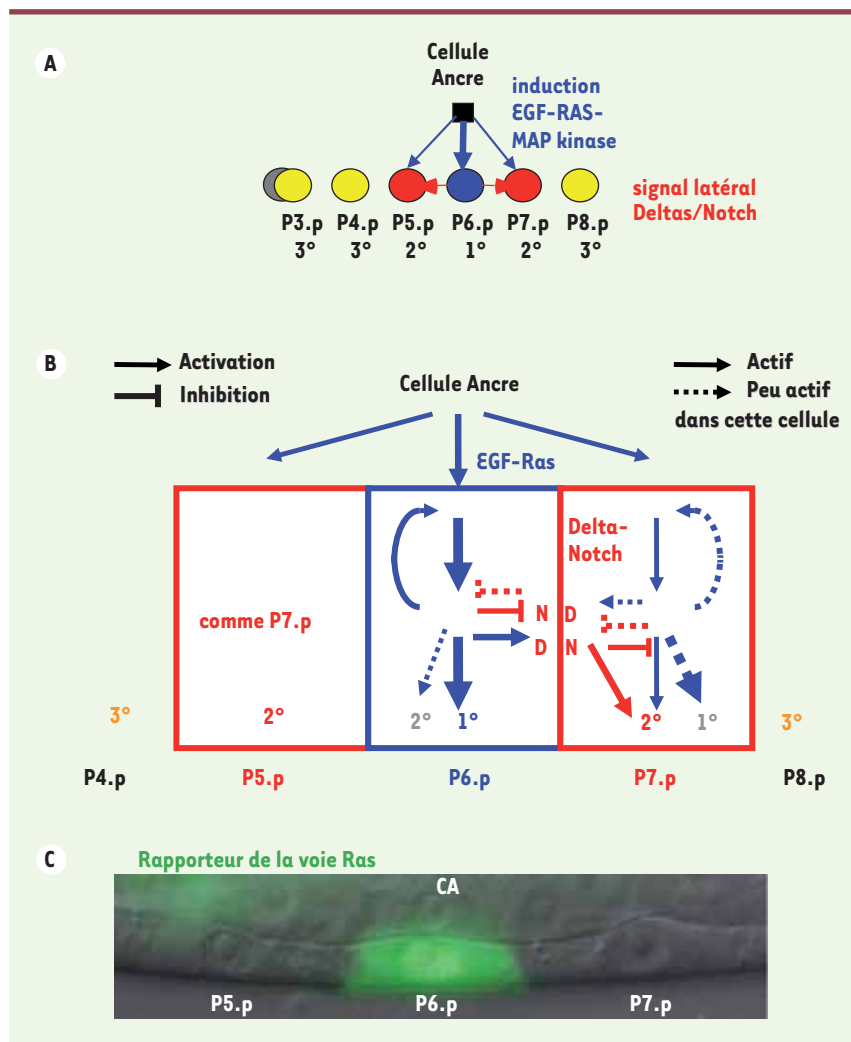 A
Cellule
Ancre
induction
EGF-RAS-
MAP kinase
signal latéral
Deltas/Notch
P3.p P4.p P5.p P6.p P7.p P8.p
3° 3° 2° 1° 2° 3°
B
Activation
Inhibition
Cellule Ancre
Actif
Peu actif
dans cette cellule
EGF-Ras
Delta-
Notch
comme P7.p
N D
D N
3° 2° 2° 1° 2° 1° 3°
P4.p P5.p P6.p P7.p P8.p
C
Rapporteur de la voie Ras
CA
P5.p P6.p P7.p